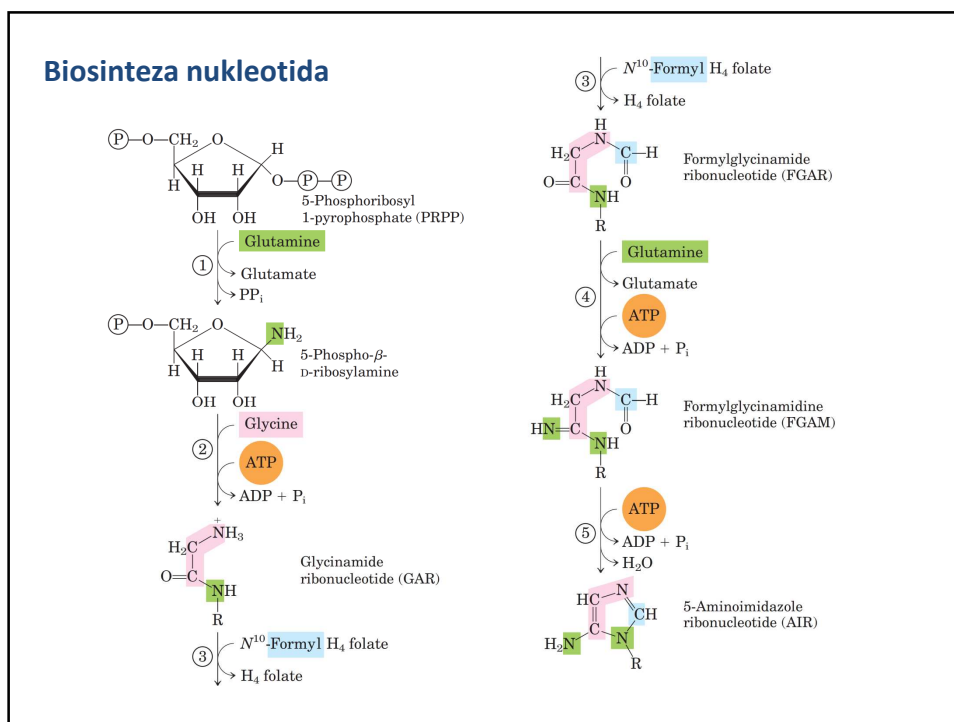 Biosinteza nukleotida
P—O—CH2 O H
H H H O—P—P
OH OH
5-Phosphoribosyl
1-pyrophosphate (PRPP)
1
Glutamine
Glutamate
PPi
P—O—CH2 O NH2
H H H H
OH OH
5-Phospho-β-
D-ribosylamine
2
Glycine
ATP
ADP + Pi
+
NH3
H2C
O=C
NH
R
Glycinamide
ribonucleotide (GAR)
3
N10-Formyl H4 folate
H4 folate
3
N10-Formyl H4 folate
H4 folate
H
N
H2C C—H
O=C O
NH
R
Formylglycinamide
ribonucleotide (FGAR)
4
Glutamine
Glutamate
ATP
ADP + Pi
H
N
H2C C—H
HN=C O
NH
R
Formylglycinamidine
ribonucleotide (FGAM)
5
ATP
ADP + Pi
H2O
HC N
CH
C
H2N N
R
5-Aminoimidazole
ribonucleotide (AIR)